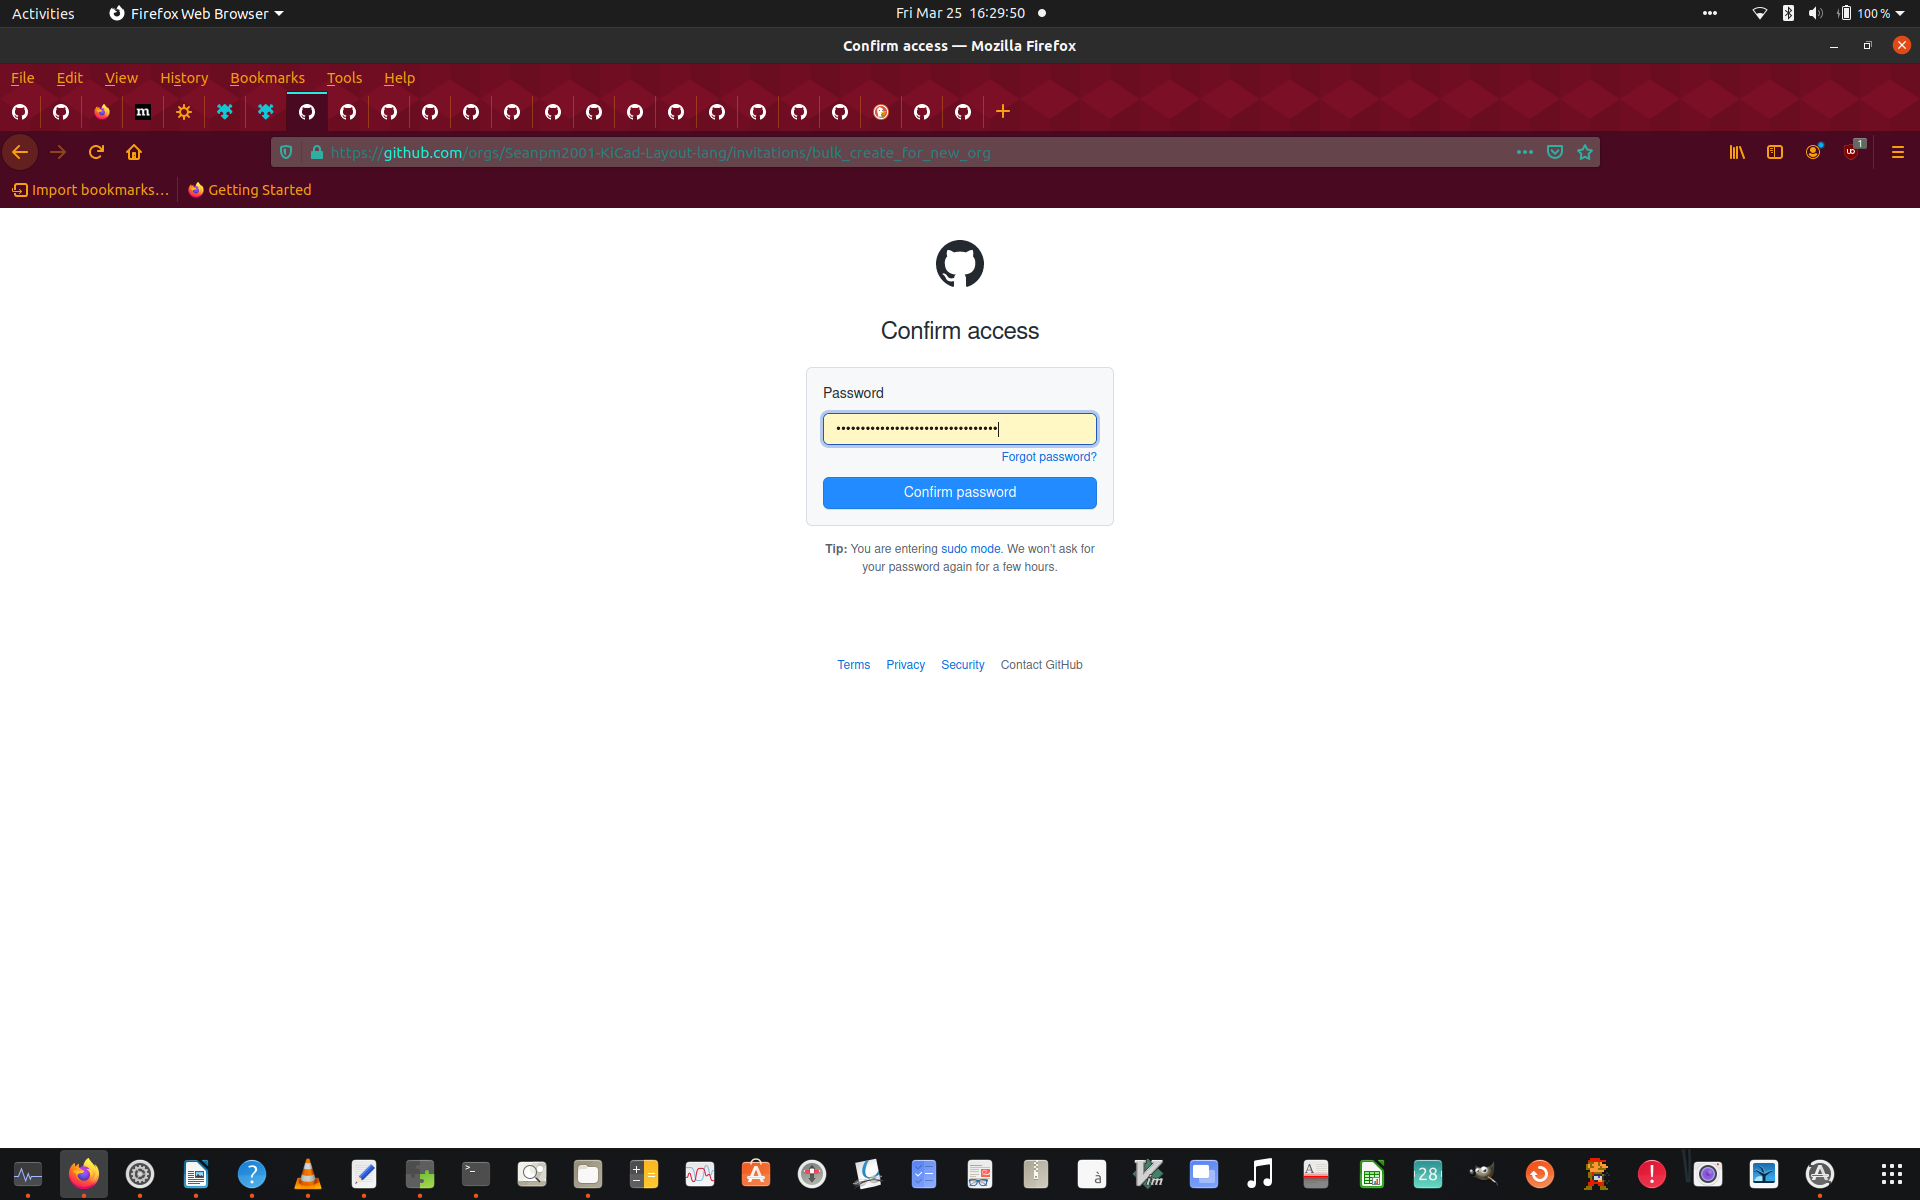 Activities
Firefox Web Browser
Fri Mar 25 16:29:50
100 %
Confirm access — Mozilla Firefox
File Edit View History Bookmarks Tools Help
m
https://github.com/orgs/Seanpm2001-KiCad-Layout-lang/invitations/bulk_create_for_new_org
1
Import bookmarks...
Getting Started
Confirm access
Password
Forgot password?
Confirm password
Tip: You are entering sudo mode. We won't ask for
your password again for a few hours.
Terms Privacy Security Contact GitHub
28